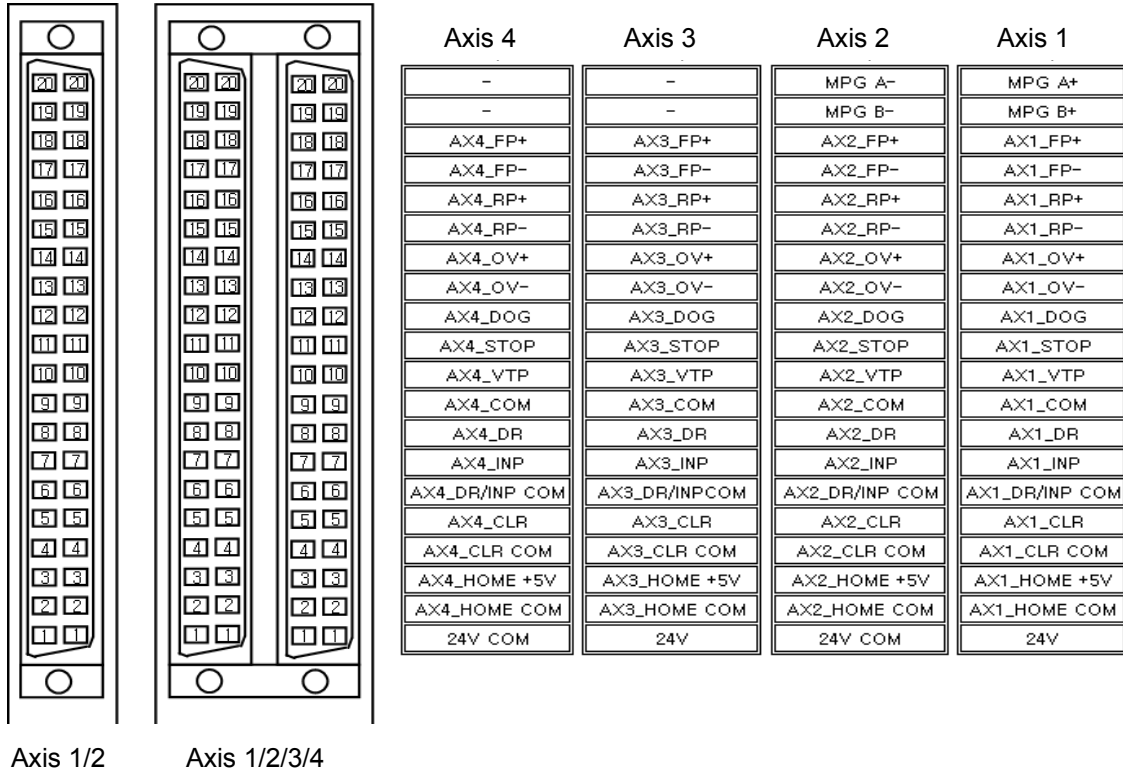 Axis 4 Axis 3 Axis 2 Axis 1
20 20 20 20 20 20 - - MPG A- MPG A+
19 19 19 19 19 19 - - MPG B- MPG B+
18 18 18 18 18 18 AX4_FP+ AX3_FP+ AX2_FP+ AX1_FP+
17 17 17 17 17 17 AX4_FP- AX3_FP- AX2_FP- AX1_FP-
16 16 16 16 16 16 AX4_RP+ AX3_RP+ AX2_RP+ AX1_RP+
15 15 15 15 15 15 AX4_RP- AX3_RP- AX2_RP- AX1_RP-
14 14 14 14 14 14 AX4_OV+ AX3_OV+ AX2_OV+ AX1_OV+
13 13 13 13 13 13 AX4_OV- AX3_OV- AX2_OV- AX1_OV-
12 12 12 12 12 12 AX4_DOG AX3_DOG AX2_DOG AX1_DOG
11 11 11 11 11 11 AX4_STOP AX3_STOP AX2_STOP AX1_STOP
10 10 10 10 10 10 AX4_VTP AX3_VTP AX2_VTP AX1_VTP
9 9 9 9 9 9 AX4_COM AX3_COM AX2_COM AX1_COM
8 8 8 8 8 8 AX4_DR AX3_DR AX2_DR AX1_DR
7 7 7 7 7 7 AX4_INP AX3_INP AX2_INP AX1_INP
6 6 6 6 6 6 AX4_DR/INP COM AX3_DR/INPCOM AX2_DR/INP COM AX1_DR/INP COM
5 5 5 5 5 5 AX4_CLR AX3_CLR AX2_CLR AX1_CLR
4 4 4 4 4 4 AX4_CLR COM AX3_CLR COM AX2_CLR COM AX1_CLR COM
3 3 3 3 3 3 AX4_HOME +5V AX3_HOME +5V AX2_HOME +5V AX1_HOME +5V
2 2 2 2 2 2 AX4_HOME COM AX3_HOME COM AX2_HOME COM AX1_HOME COM
1 1 1 1 1 1 24V COM 24V 24V COM 24V
Axis 1/2 Axis 1/2/3/4